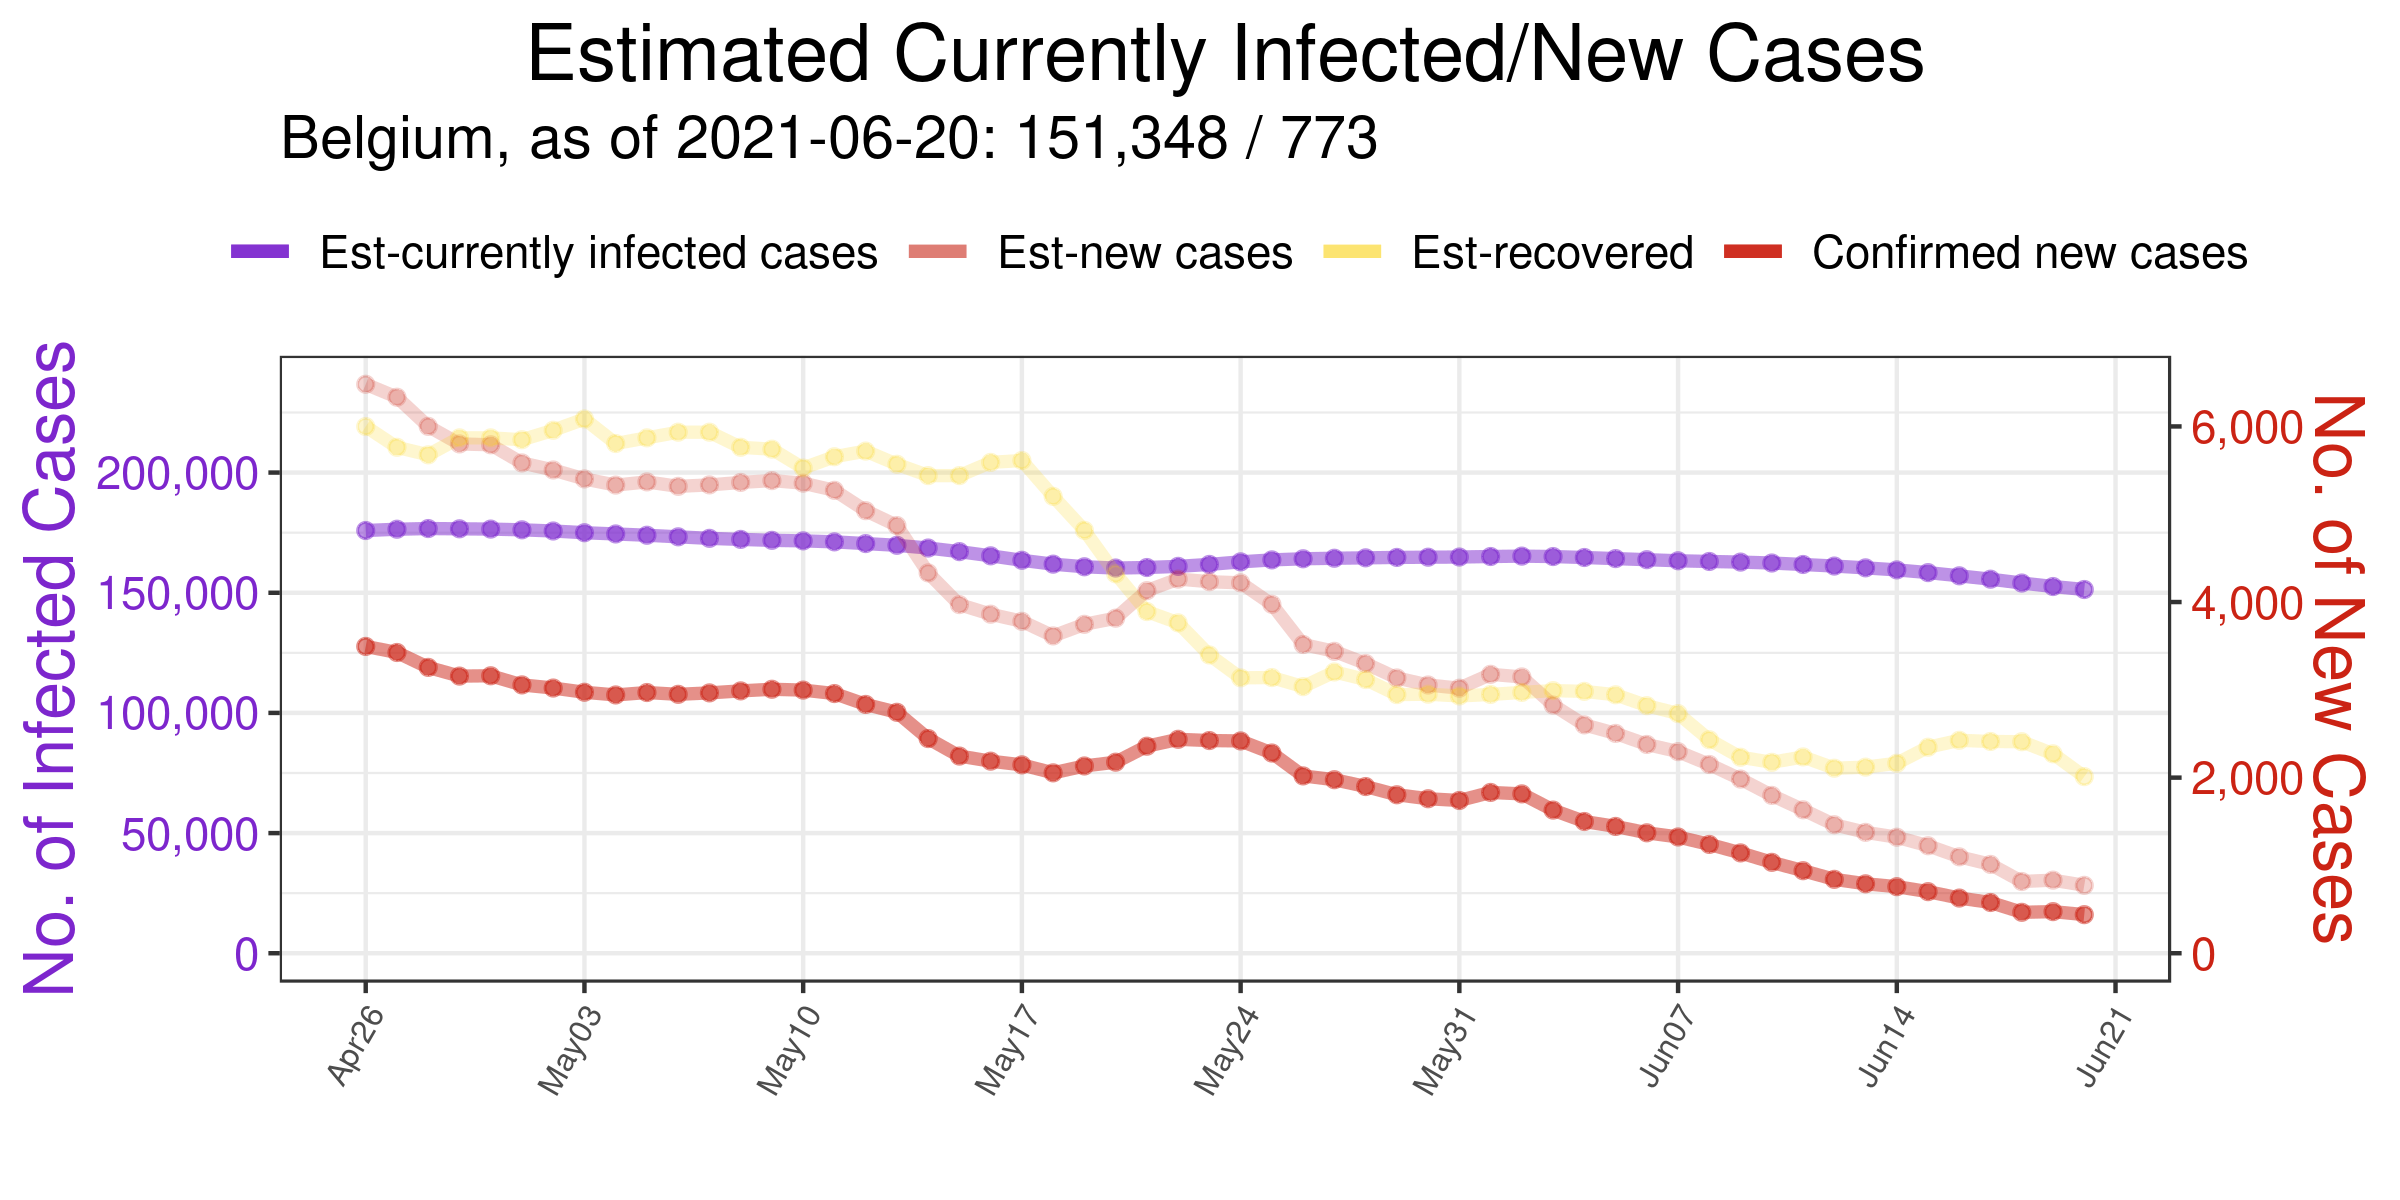 Estimated Currently Infected/New Cases
Belgium, as of 2021-06-20: 151,348 / 773
Est-currently infected cases Est-new cases Est-recovered Confirmed new cases
No. of Infected Cases
200,000
150,000
100,000
50,000
0
6,000
4,000
2,000
0
No. of New Cases
Apr26 May03 May10 May17 May24 May31 Jun07 Jun14 Jun21